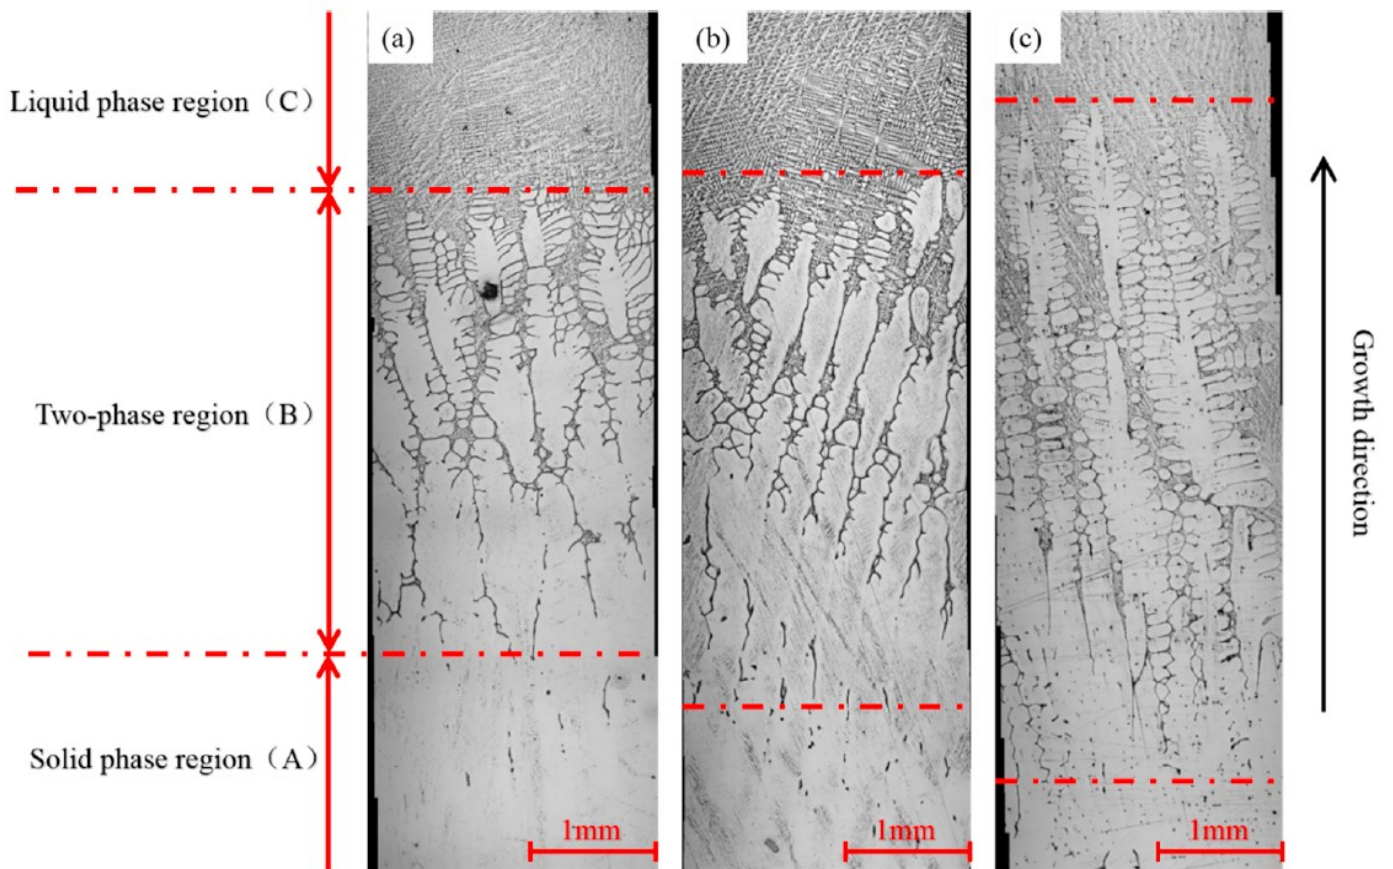 (a)
(b)
(c)
Liquid phase region（C）
Two-phase region（B）
Solid phase region（A）
Growth direction
1mm
1mm
1mm